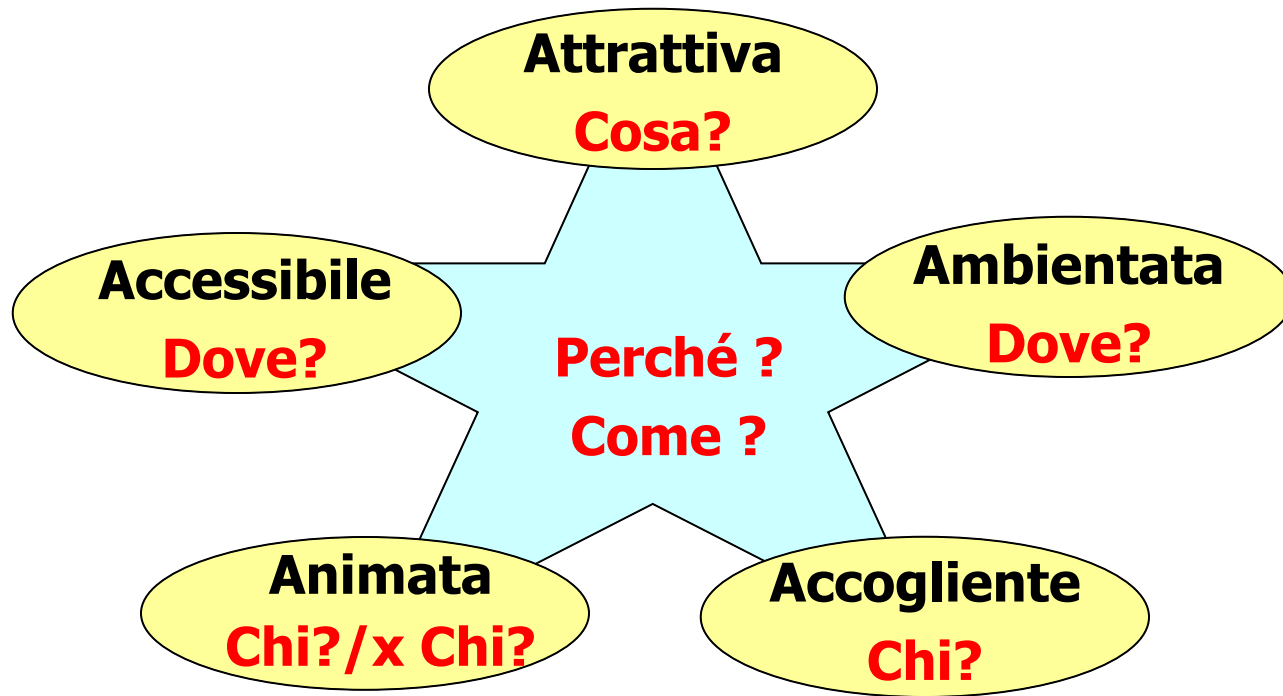 Attrattiva
Cosa?
Accessibile
Dove?
Ambientata
Dove?
Perché ?
Come ?
Animata
Chi?/x Chi?
Accogliente
Chi?